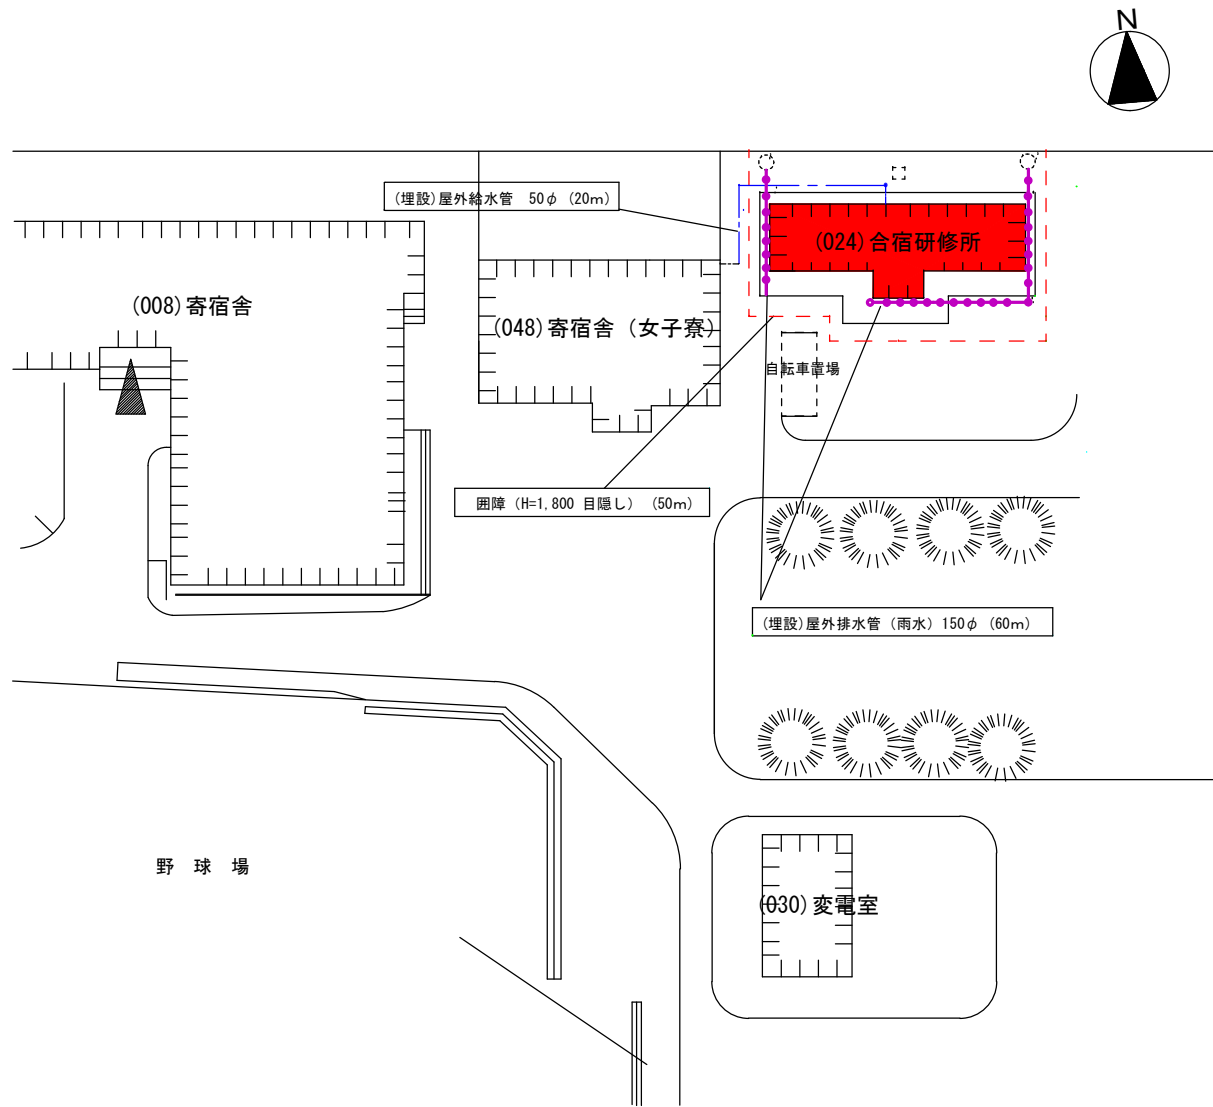 N
(埋設)屋外給水管 50φ (20m)
(024)合宿研修所
(008)寄宿舎
(048)寄宿舎（女子寮）
自転車置場
囲障（H=1,800 目隠し）（50m）
(埋設)屋外排水管（雨水）150φ（60m）
野 球 場
(030)変電室